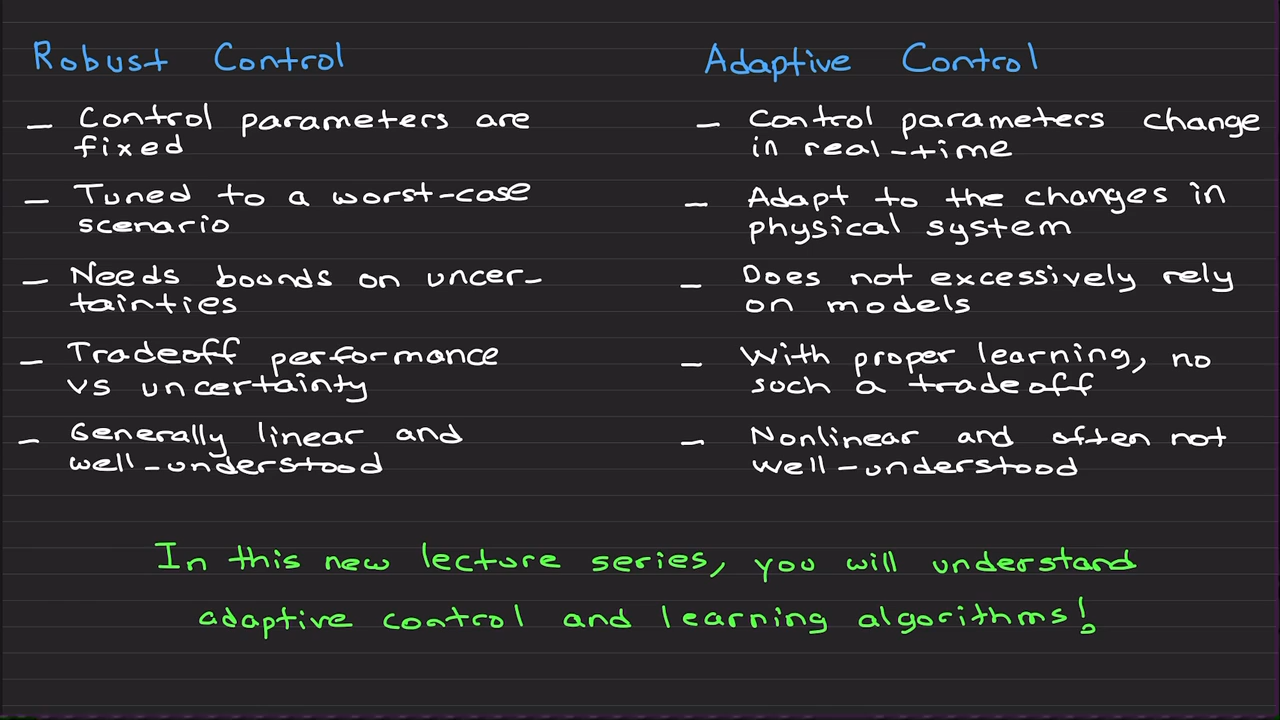 Robust Control
– Control parameters are
fixed
– Tuned to a worst-case
scenario
– Needs bounds on uncer-
tainties
– Tradeoff performance
vs uncertainty
– Generally linear and
well-understood
Adaptive Control
– Control parameters change
in real-time
– Adapt to the changes in
physical system
– Does not excessively rely
on models
– With proper learning, no
such a tradeoff
– Nonlinear and often not
well-understood
In this new lecture series, you will understand
adaptive control and learning algorithms!